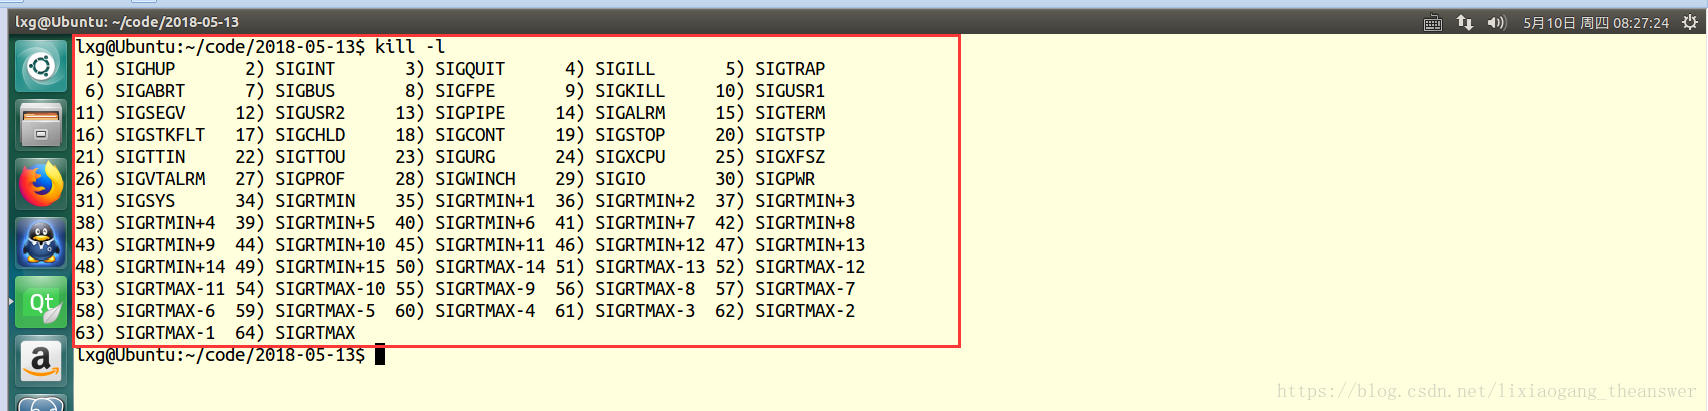 lxg@Ubuntu: ~/code/2018-05-13
5月10日 周四 08:27:24
lxg@Ubuntu:~/code/2018-05-13$ kill -l
 1) SIGHUP       2) SIGINT       3) SIGQUIT      4) SIGILL       5) SIGTRAP
 6) SIGABRT      7) SIGBUS       8) SIGFPE       9) SIGKILL     10) SIGUSR1
11) SIGSEGV     12) SIGUSR2     13) SIGPIPE     14) SIGALRM     15) SIGTERM
16) SIGSTKFLT   17) SIGCHLD     18) SIGCONT     19) SIGSTOP     20) SIGTSTP
21) SIGTTIN     22) SIGTTOU     23) SIGURG      24) SIGXCPU     25) SIGXFSZ
26) SIGVTALRM   27) SIGPROF     28) SIGWINCH    29) SIGIO       30) SIGPWR
31) SIGSYS      34) SIGRTMIN    35) SIGRTMIN+1  36) SIGRTMIN+2  37) SIGRTMIN+3
38) SIGRTMIN+4  39) SIGRTMIN+5  40) SIGRTMIN+6  41) SIGRTMIN+7  42) SIGRTMIN+8
43) SIGRTMIN+9  44) SIGRTMIN+10 45) SIGRTMIN+11 46) SIGRTMIN+12 47) SIGRTMIN+13
48) SIGRTMIN+14 49) SIGRTMIN+15 50) SIGRTMAX-14 51) SIGRTMAX-13 52) SIGRTMAX-12
53) SIGRTMAX-11 54) SIGRTMAX-10 55) SIGRTMAX-9  56) SIGRTMAX-8  57) SIGRTMAX-7
58) SIGRTMAX-6  59) SIGRTMAX-5  60) SIGRTMAX-4  61) SIGRTMAX-3  62) SIGRTMAX-2
63) SIGRTMAX-1  64) SIGRTMAX
lxg@Ubuntu:~/code/2018-05-13$
Qt
a
https://blog.csdn.net/lixiaogang_theanswer